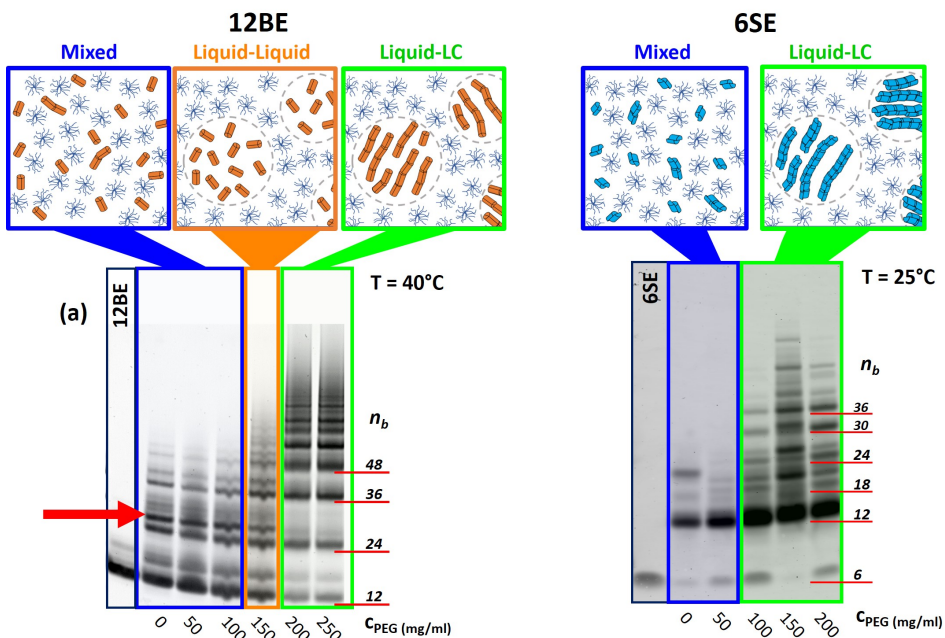 12BE
6SE
Mixed
Liquid-Liquid
Liquid-LC
Mixed
Liquid-LC
T = 40°C
T = 25°C
(a)
12BE
6SE
n_b
48
36
24
12
n_b
36
30
24
18
12
6
0 50 100 150 200 250 c_PEG (mg/ml)
0 50 100 150 200 c_PEG (mg/ml)